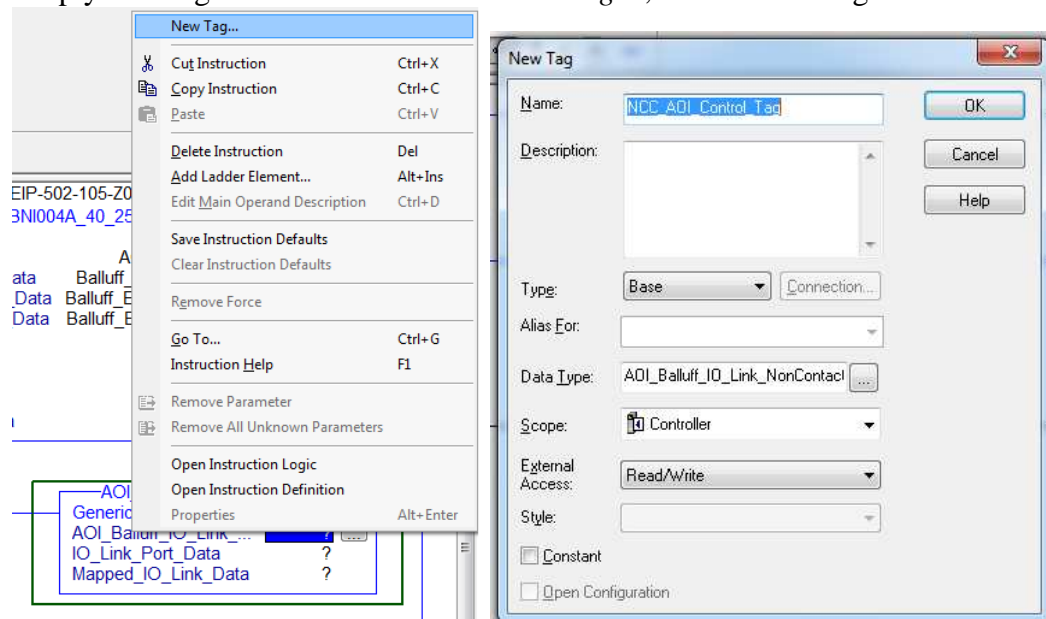 New Tag...
Cut Instruction Ctrl+X
Copy Instruction Ctrl+C
Paste Ctrl+V
Delete Instruction Del
Add Ladder Element... Alt+Ins
Edit Main Operand Description Ctrl+D
Save Instruction Defaults
Clear Instruction Defaults
Remove Force
Go To... Ctrl+G
Instruction Help F1
Remove Parameter
Remove All Unknown Parameters
Open Instruction Logic
Open Instruction Definition
Properties Alt+Enter
EIP-502-105-Z0
BNI004A_40_25
A
ata Balluff_
_Data Balluff_E
Data Balluff_E
AOI_
Generic
AOI_Balluff_IO_Link_... ? ...
IO_Link_Port_Data ?
Mapped_IO_Link_Data ?
New Tag
Name: NCC_AOI_Control_Tag OK
Description: Cancel
Help
Type: Base Connection...
Alias For:
Data Type: AOI_Balluff_IO_Link_NonContact ...
Scope: Controller
External Access: Read/Write
Style:
Constant
Open Configuration